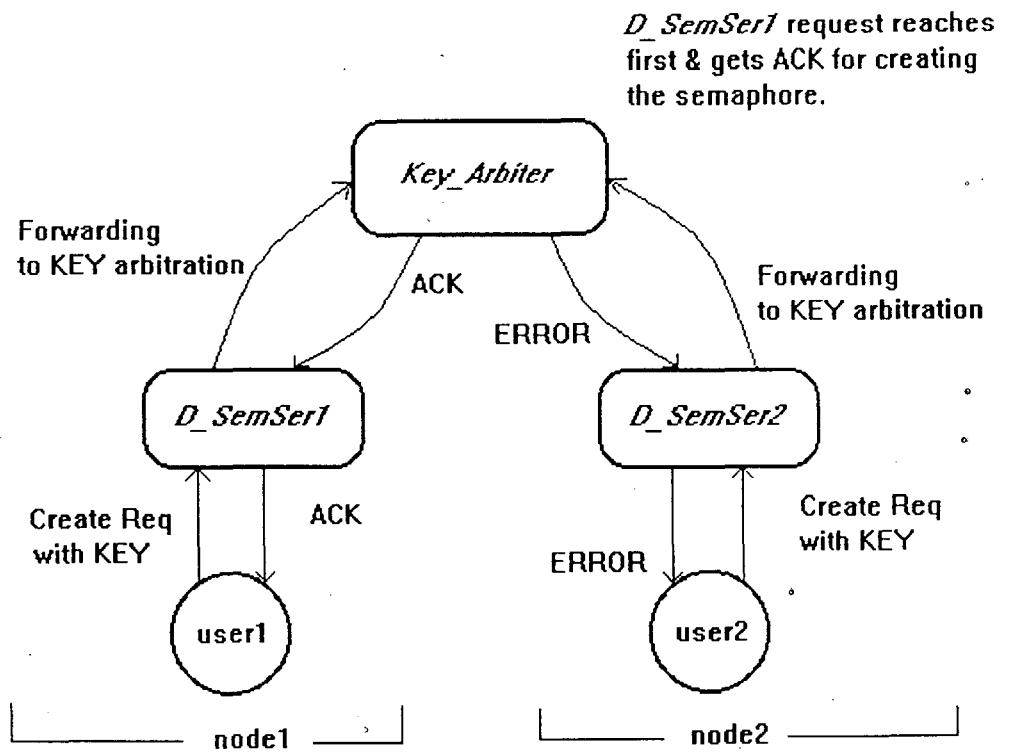 D_SemSer1 request reaches
first & gets ACK for creating
the semaphore.
Key_Arbiter
Forwarding
to KEY arbitration
ACK
ERROR
Forwarding
to KEY arbitration
D_SemSer1
D_SemSer2
Create Req
with KEY
ACK
ERROR
Create Req
with KEY
user1
user2
node1
node2